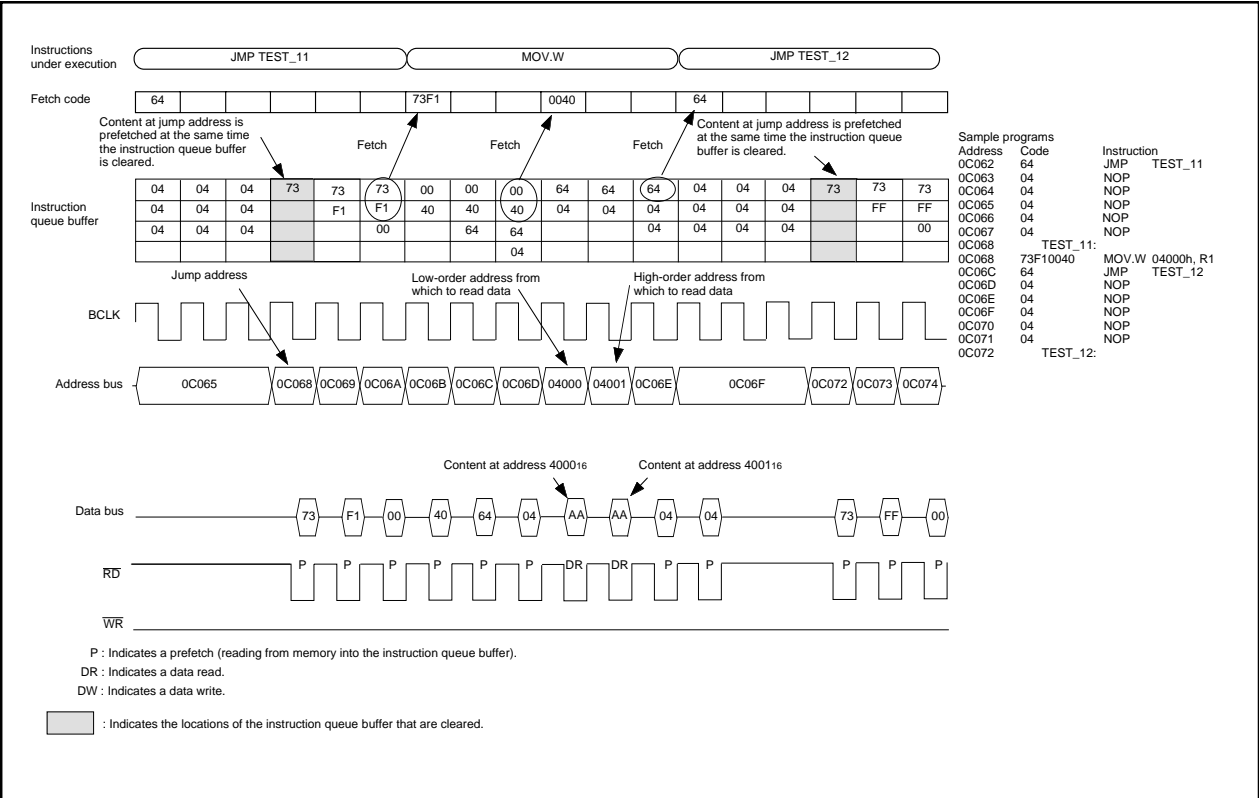 Instructions
under execution
JMP TEST_11
MOV.W
JMP TEST_12
Fetch code
64
73F1
0040
64
Content at jump address is
prefetched at the same time
the instruction queue buffer
is cleared.
Fetch
Fetch
Fetch
Content at jump address is prefetched
at the same time the instruction queue
buffer is cleared.
Instruction
queue buffer
04 04 04 73 73 73 00 00 00 64 64 64 04 04 04 73 73 73
04 04 04 F1 F1 40 40 40 04 04 04 04 04 04 FF FF
04 04 04 00 64 64 04 04 04 04 00
04
Jump address
Low-order address from
which to read data
High-order address from
which to read data
BCLK
Address bus
0C065 0C068 0C069 0C06A 0C06B 0C06C 0C06D 04000 04001 0C06E 0C06F 0C072 0C073 0C074
Content at address 400016
Content at address 400116
Data bus
73 F1 00 40 64 04 AA AA 04 04 73 FF 00
RD
P P P P P P DR DR P P P P P
WR
P : Indicates a prefetch (reading from memory into the instruction queue buffer).
DR : Indicates a data read.
DW : Indicates a data write.
: Indicates the locations of the instruction queue buffer that are cleared.
Sample programs
Address Code Instruction
0C062 64 JMP TEST_11
0C063 04 NOP
0C064 04 NOP
0C065 04 NOP
0C066 04 NOP
0C067 04 NOP
0C068 TEST_11:
0C068 73F10040 MOV.W 04000h, R1
0C06C 64 JMP TEST_12
0C06D 04 NOP
0C06E 04 NOP
0C06F 04 NOP
0C070 04 NOP
0C071 04 NOP
0C072 TEST_12: